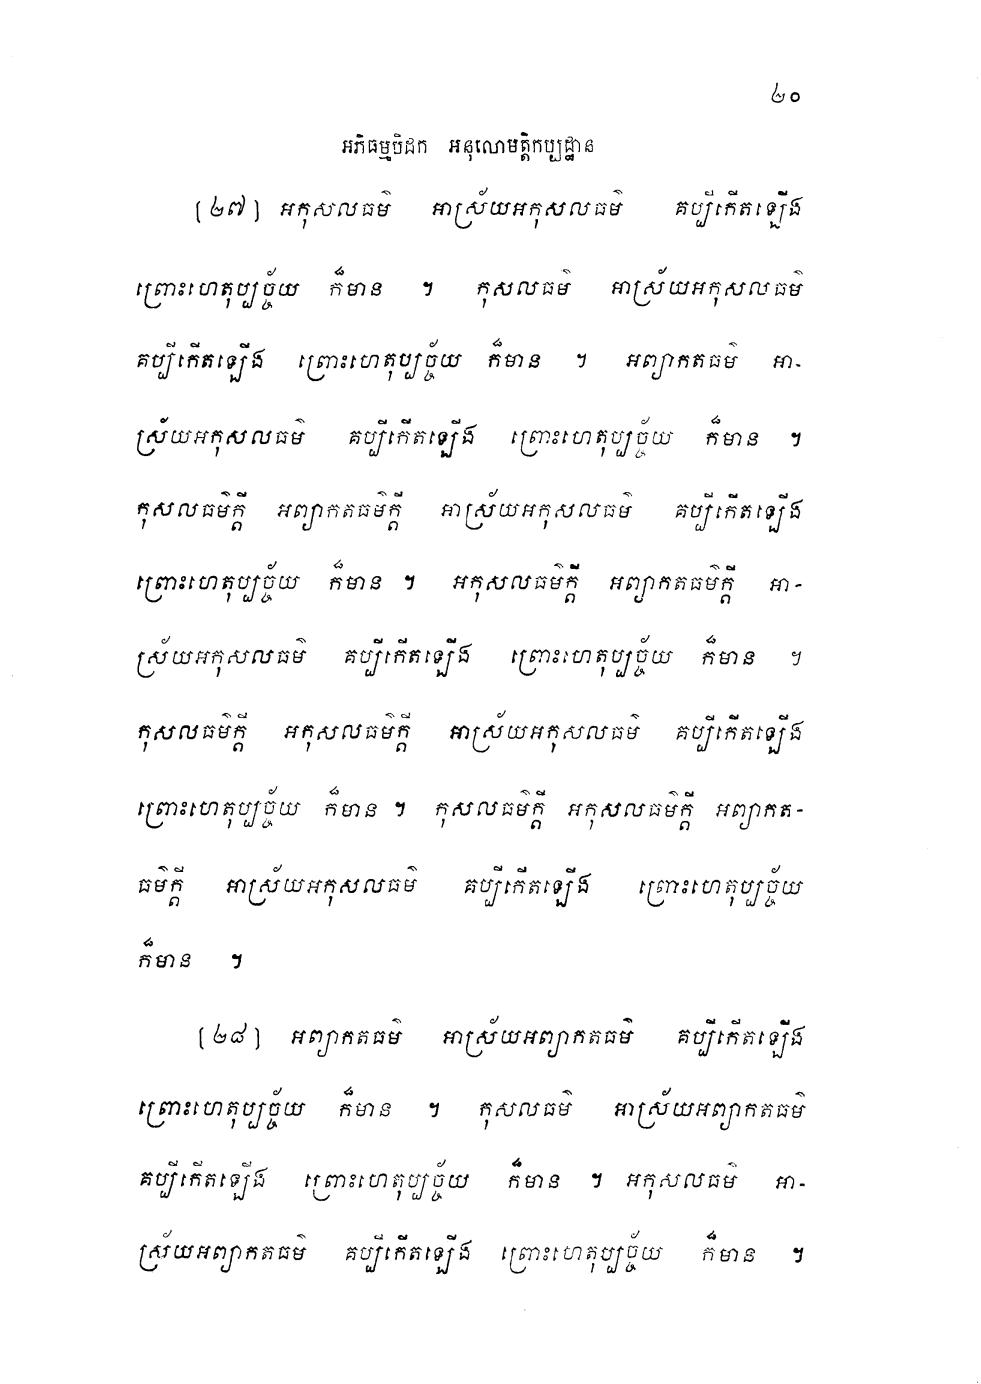 ២០
អភិធម្មបិដក អនុលោមត្តិកប្បដ្ឋាន
[២៧] អកុសលធម៌ អាស្រ័យអកុសលធម៌ គប្បីកើតឡើង
ព្រោះហេតុប្បច្ច័យ ក៏មាន ។ កុសលធម៌ អាស្រ័យអកុសលធម៌
គប្បីកើតឡើង ព្រោះហេតុប្បច្ច័យ ក៏មាន ។ អព្យាកតធម៌ អា-
ស្រ័យអកុសលធម៌ គប្បីកើតឡើង ព្រោះហេតុប្បច្ច័យ ក៏មាន ។
កុសលធម៌ក្តី អព្យាកតធម៌ក្តី អាស្រ័យអកុសលធម៌ គប្បីកើតឡើង
ព្រោះហេតុប្បច្ច័យ ក៏មាន ។ អកុសលធម៌ក្តី អព្យាកតធម៌ក្តី អា-
ស្រ័យអកុសលធម៌ គប្បីកើតឡើង ព្រោះហេតុប្បច្ច័យ ក៏មាន ។
កុសលធម៌ក្តី អកុសលធម៌ក្តី អាស្រ័យអកុសលធម៌ គប្បីកើតឡើង
ព្រោះហេតុប្បច្ច័យ ក៏មាន ។ កុសលធម៌ក្តី អកុសលធម៌ក្តី អព្យាកត-
ធម៌ក្តី អាស្រ័យអកុសលធម៌ គប្បីកើតឡើង ព្រោះហេតុប្បច្ច័យ
ក៏មាន ។
[២៨] អព្យាកតធម៌ អាស្រ័យអព្យាកតធម៌ គប្បីកើតឡើង
ព្រោះហេតុប្បច្ច័យ ក៏មាន ។ កុសលធម៌ អាស្រ័យអព្យាកតធម៌
គប្បីកើតឡើង ព្រោះហេតុប្បច្ច័យ ក៏មាន ។ អកុសលធម៌ អា-
ស្រ័យអព្យាកតធម៌ គប្បីកើតឡើង ព្រោះហេតុប្បច្ច័យ ក៏មាន ។